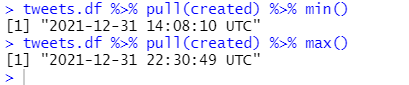 > tweets.df %>% pull(created) %>% min()
[1] "2021-12-31 14:08:10 UTC"
> tweets.df %>% pull(created) %>% max()
[1] "2021-12-31 22:30:49 UTC"
>